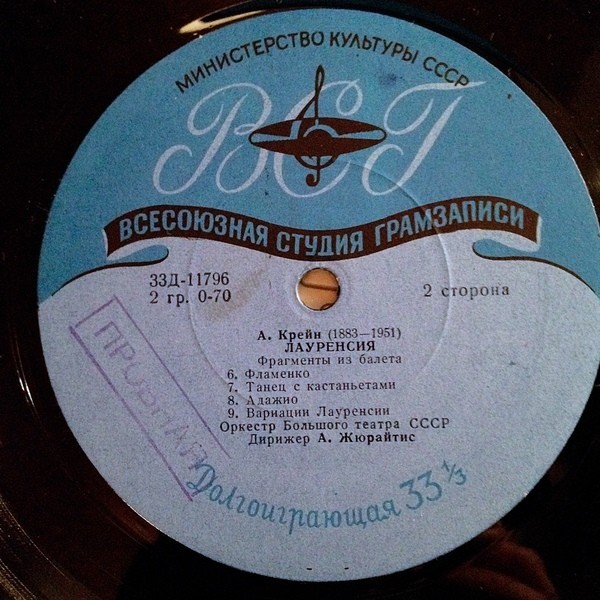 МИНИСТЕРСТВО КУЛЬТУРЫ СССР
ВСГ
ВСЕСОЮЗНАЯ СТУДИЯ ГРАМЗАПИСИ
33Д-11796
2 гр. 0-70
2 сторона
А. Крейн (1883—1951)
ЛАУРЕНСИЯ
Фрагменты из балета
6. Фламенко
7. Танец с кастаньетами
8. Адажио
9. Вариации Лауренсии
Оркестр Большого театра СССР
Дирижер А. Жюрайтис
Долгоиграющая 33 1/3